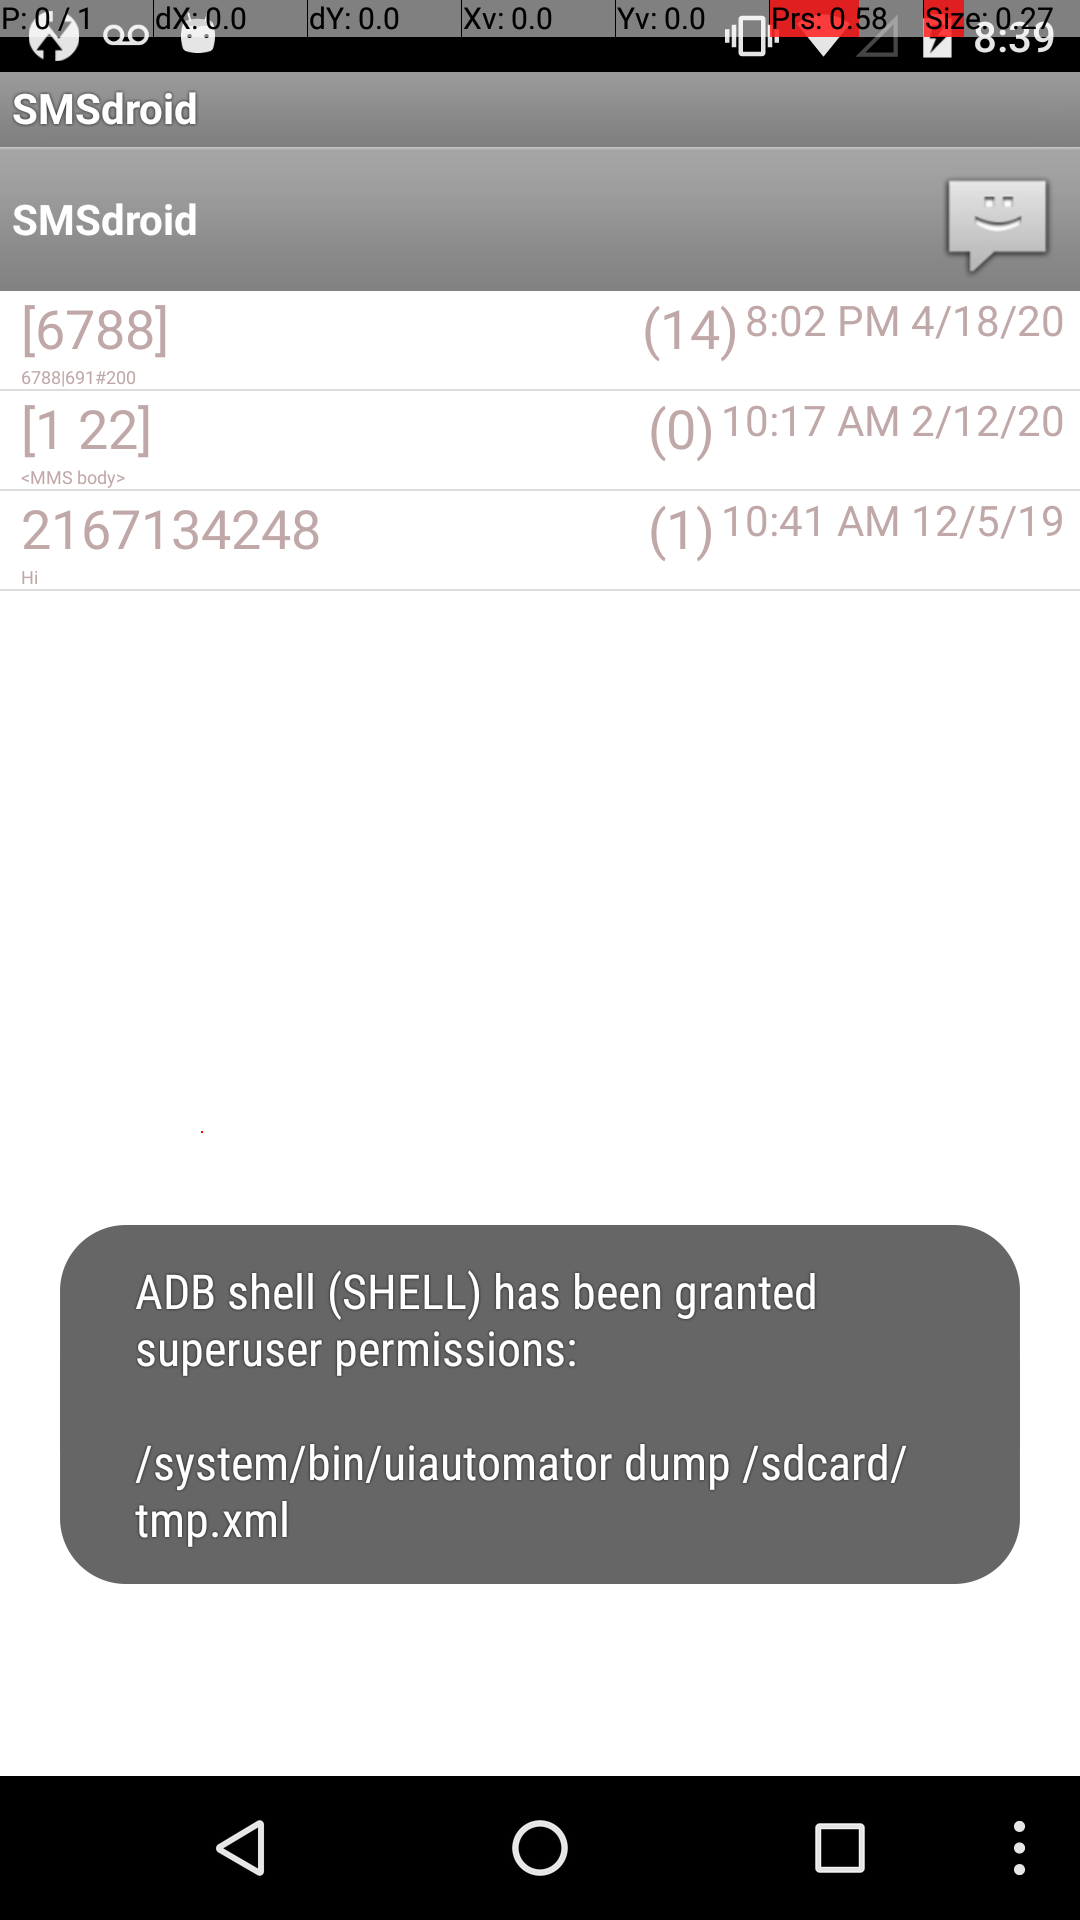 P: 0 / 1 dX: 0.0 dY: 0.0 Xv: 0.0 Yv: 0.0 Prs: 0.58 Size: 0.27
8:39
SMSdroid
SMSdroid
[6788] (14) 8:02 PM 4/18/20
6788|691#200
[1 22] (0) 10:17 AM 2/12/20
<MMS body>
2167134248 (1) 10:41 AM 12/5/19
Hi
ADB shell (SHELL) has been granted
superuser permissions:
/system/bin/uiautomator dump /sdcard/
tmp.xml